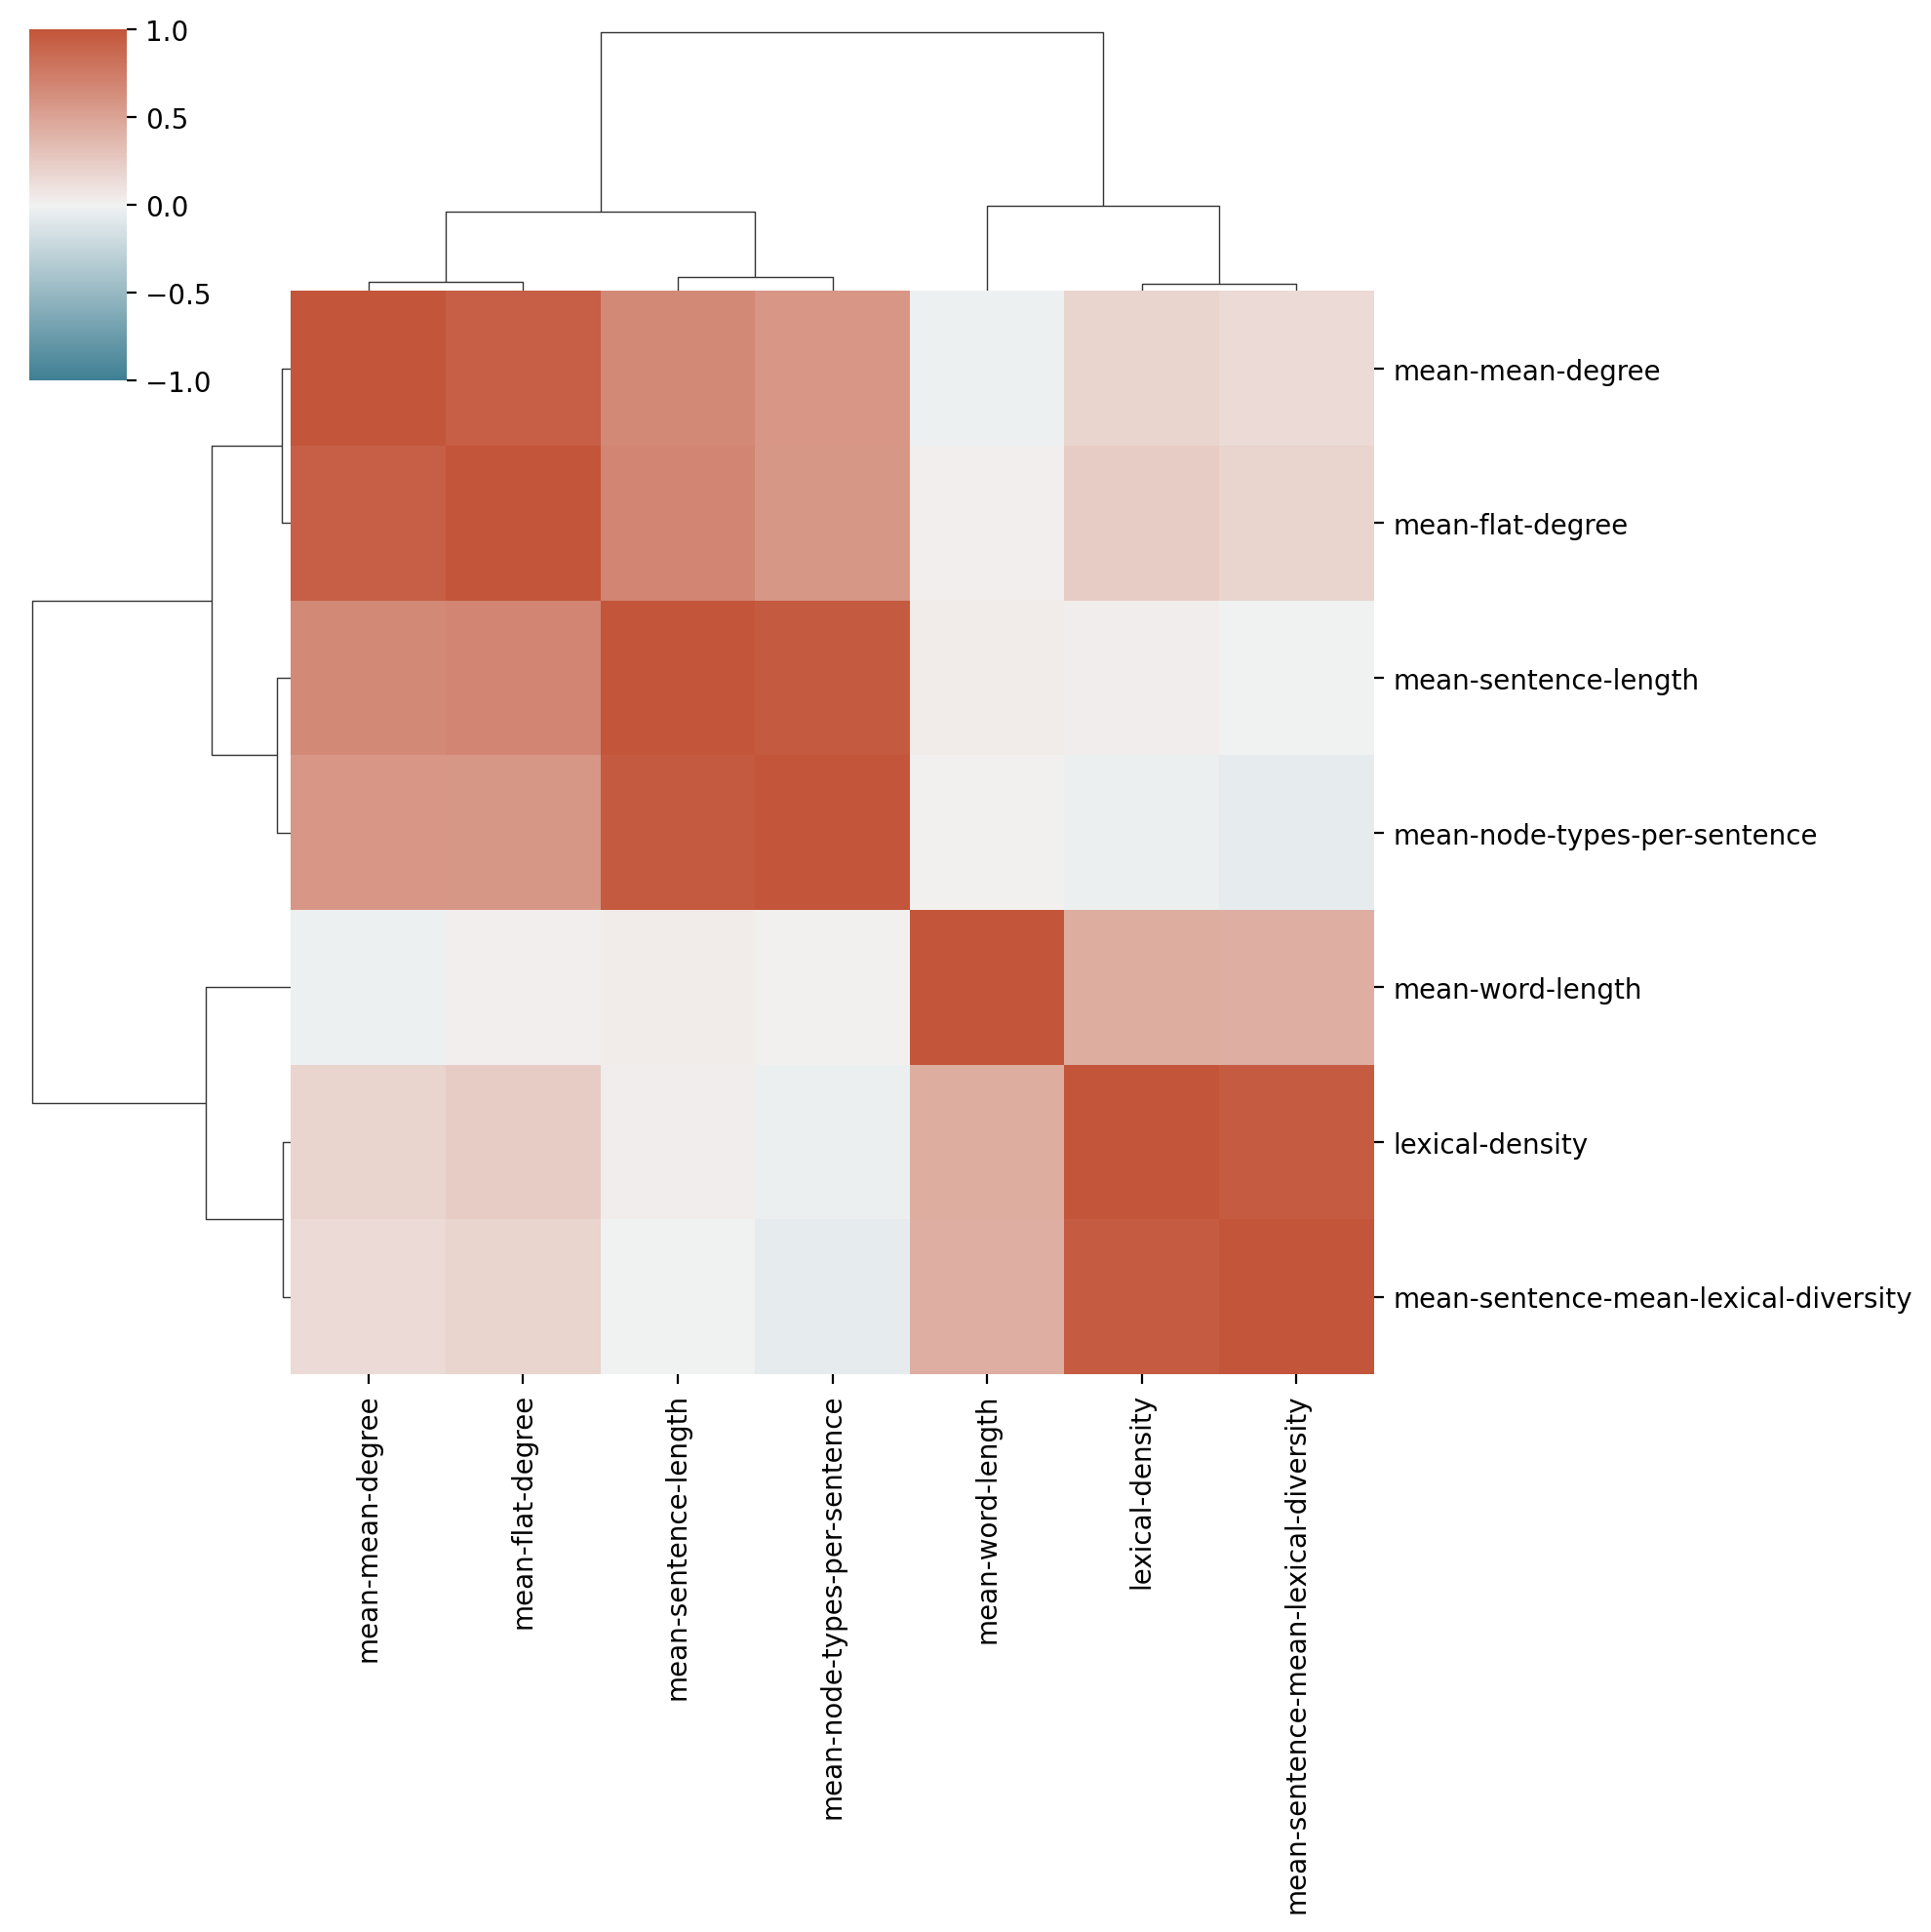 1.0
0.5
0.0
−0.5
−1.0
mean-mean-degree
mean-flat-degree
mean-sentence-length
mean-node-types-per-sentence
mean-word-length
lexical-density
mean-sentence-mean-lexical-diversity
mean-mean-degree
mean-flat-degree
mean-sentence-length
mean-node-types-per-sentence
mean-word-length
lexical-density
mean-sentence-mean-lexical-diversity